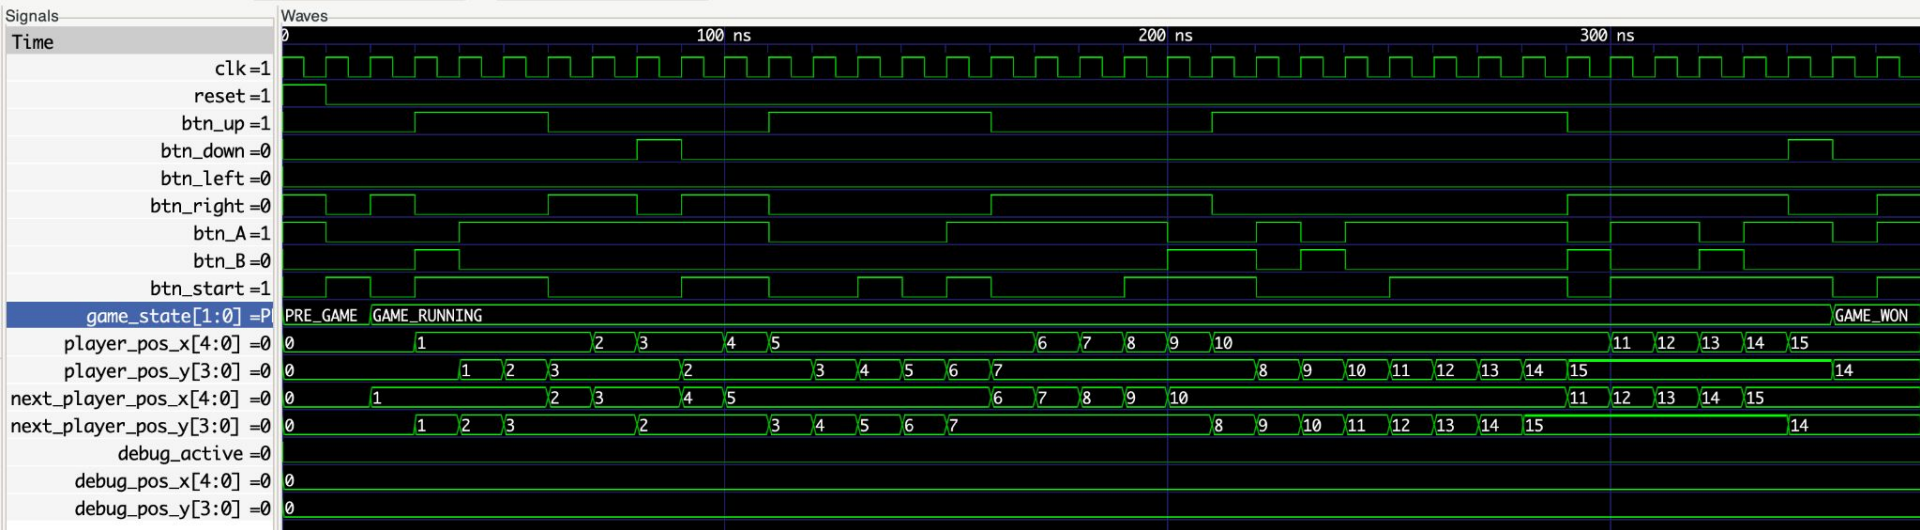 Signals Waves
Time 0 100 ns 200 ns 300 ns
clk =1
reset =1
btn_up =1
btn_down =0
btn_left =0
btn_right =0
btn_A =1
btn_B =0
btn_start =1
game_state[1:0] =P PRE_GAME GAME_RUNNING GAME_WON
player_pos_x[4:0] =0 0 1 2 3 4 5 6 7 8 9 10 11 12 13 14 15
player_pos_y[3:0] =0 0 1 2 3 2 3 4 5 6 7 8 9 10 11 12 13 14 15 14
next_player_pos_x[4:0] =0 0 1 2 3 4 5 6 7 8 9 10 11 12 13 14 15
next_player_pos_y[3:0] =0 0 1 2 3 2 3 4 5 6 7 8 9 10 11 12 13 14 15 14
debug_active =0
debug_pos_x[4:0] =0 0
debug_pos_y[3:0] =0 0